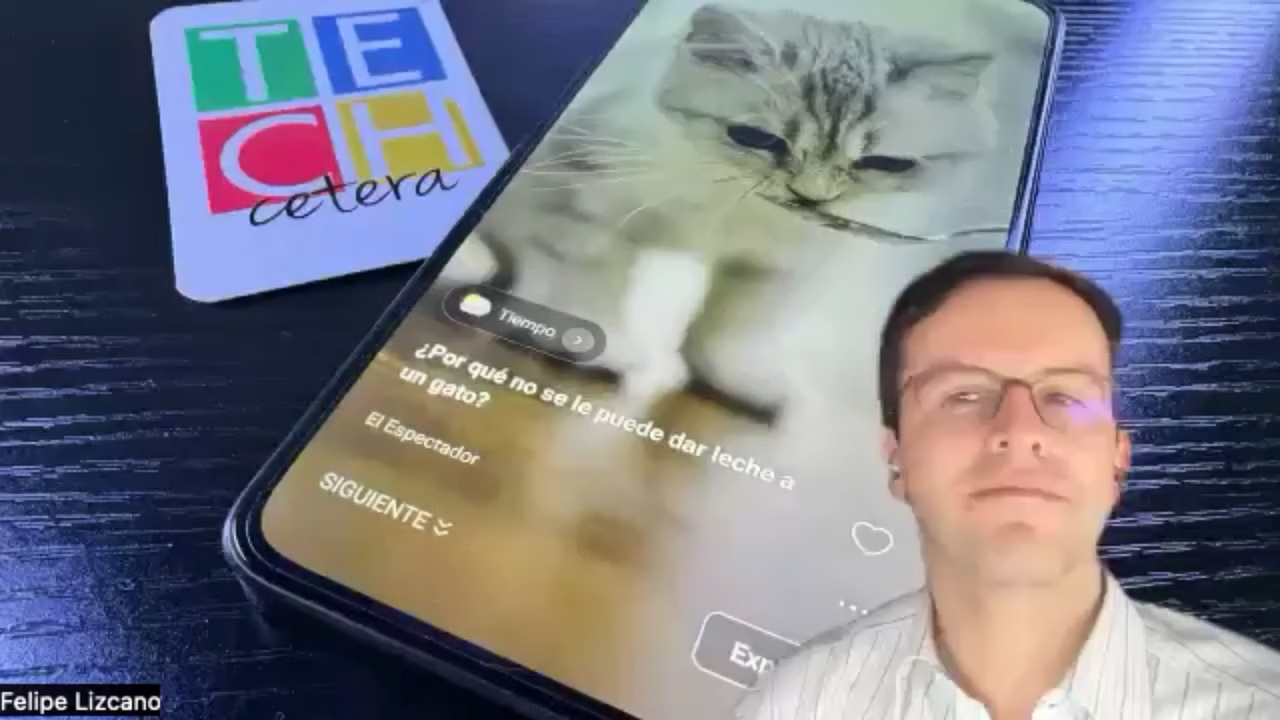 TE
CH
cetera
Tiempo
¿Por qué no se le puede dar leche a
un gato?
El Espectador
SIGUIENTE
Felipe Lizcano